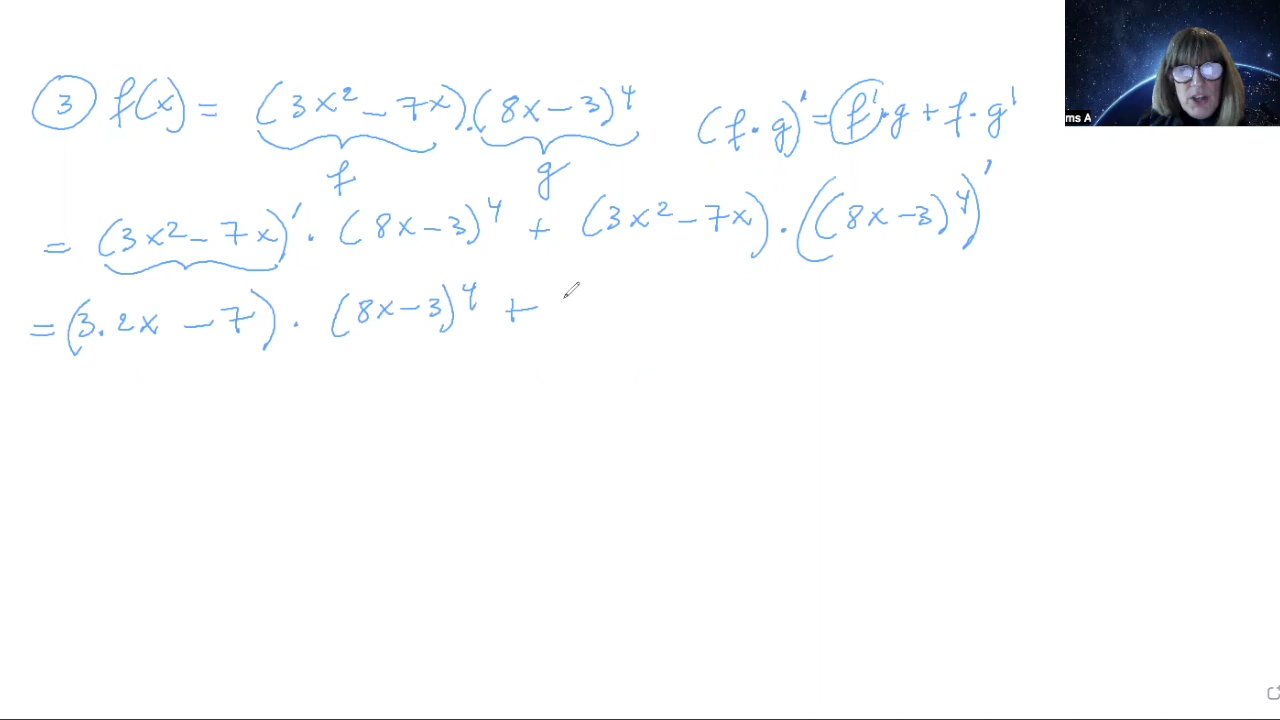 ③ f(x) = (3x² − 7x).(8x − 3)⁴
(f · g)' = f' · g + f · g'
f g
= (3x² − 7x)' . (8x − 3)⁴ + (3x² − 7x) . ((8x − 3)⁴)'
= (3.2x − 7) . (8x − 3)⁴ +
ms A